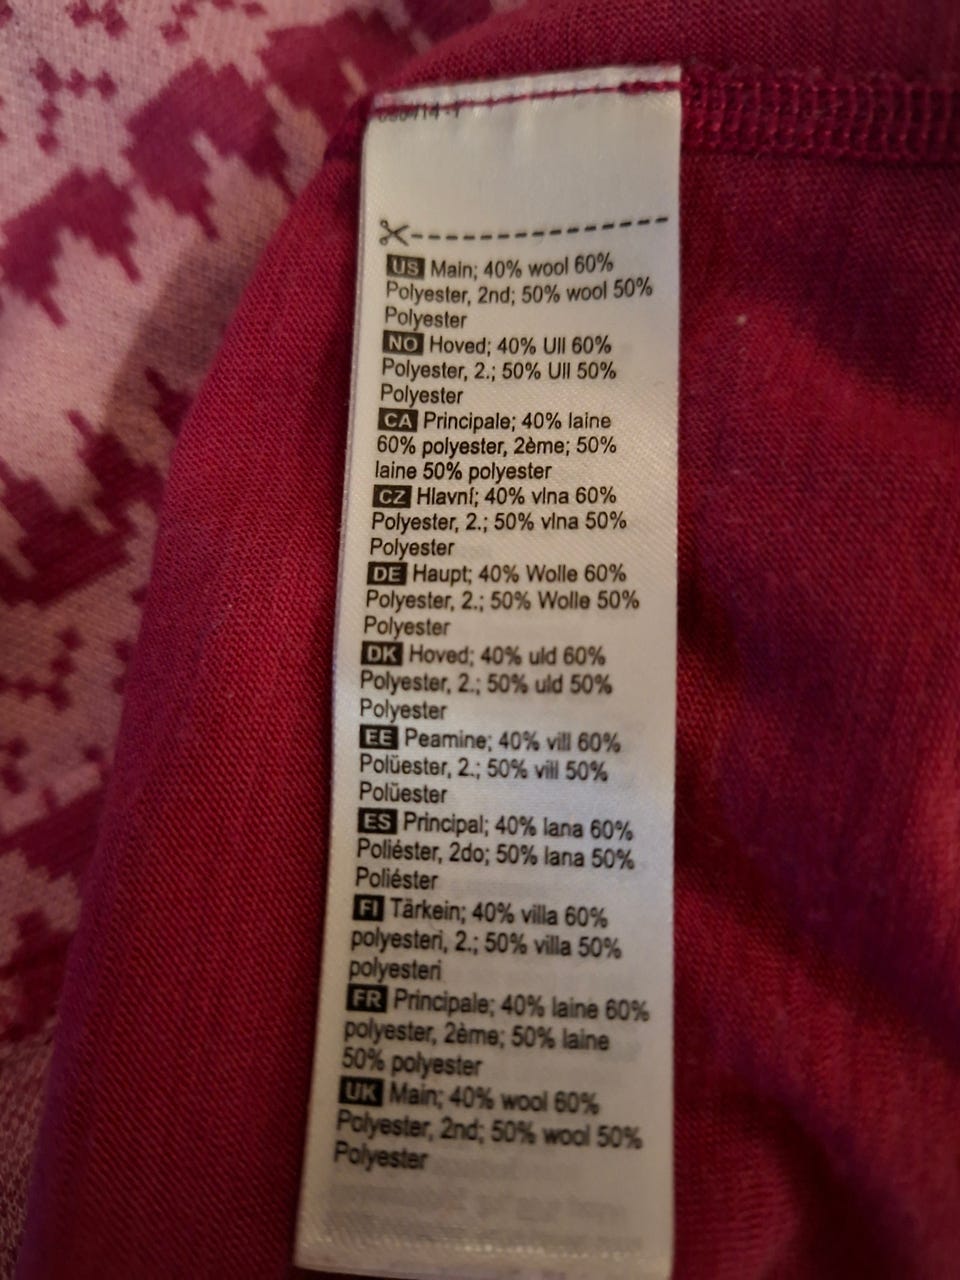 US Main; 40% wool 60%
Polyester, 2nd; 50% wool 50%
Polyester
NO Hoved; 40% Ull 60%
Polyester, 2.; 50% Ull 50%
Polyester
CA Principale; 40% laine
60% polyester, 2ème; 50%
laine 50% polyester
CZ Hlavní; 40% vlna 60%
Polyester, 2.; 50% vlna 50%
Polyester
DE Haupt; 40% Wolle 60%
Polyester, 2.; 50% Wolle 50%
Polyester
DK Hoved; 40% uld 60%
Polyester, 2.; 50% uld 50%
Polyester
EE Peamine; 40% vill 60%
Polüester, 2.; 50% vill 50%
Polüester
ES Principal; 40% lana 60%
Poliéster, 2do; 50% lana 50%
Poliéster
FI Tärkein; 40% villa 60%
polyesteri, 2.; 50% villa 50%
polyesteri
FR Principale; 40% laine 60%
polyester, 2ème; 50% laine
50% polyester
UK Main; 40% wool 60%
Polyester, 2nd; 50% wool 50%
Polyester